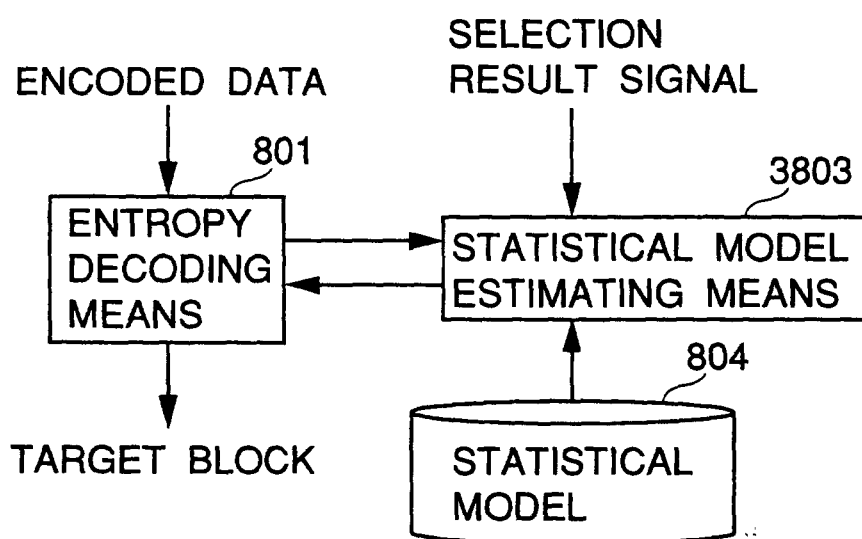 SELECTION
RESULT SIGNAL
ENCODED DATA
801
3803
ENTROPY
DECODING
MEANS
STATISTICAL MODEL
ESTIMATING MEANS
804
TARGET BLOCK
STATISTICAL
MODEL